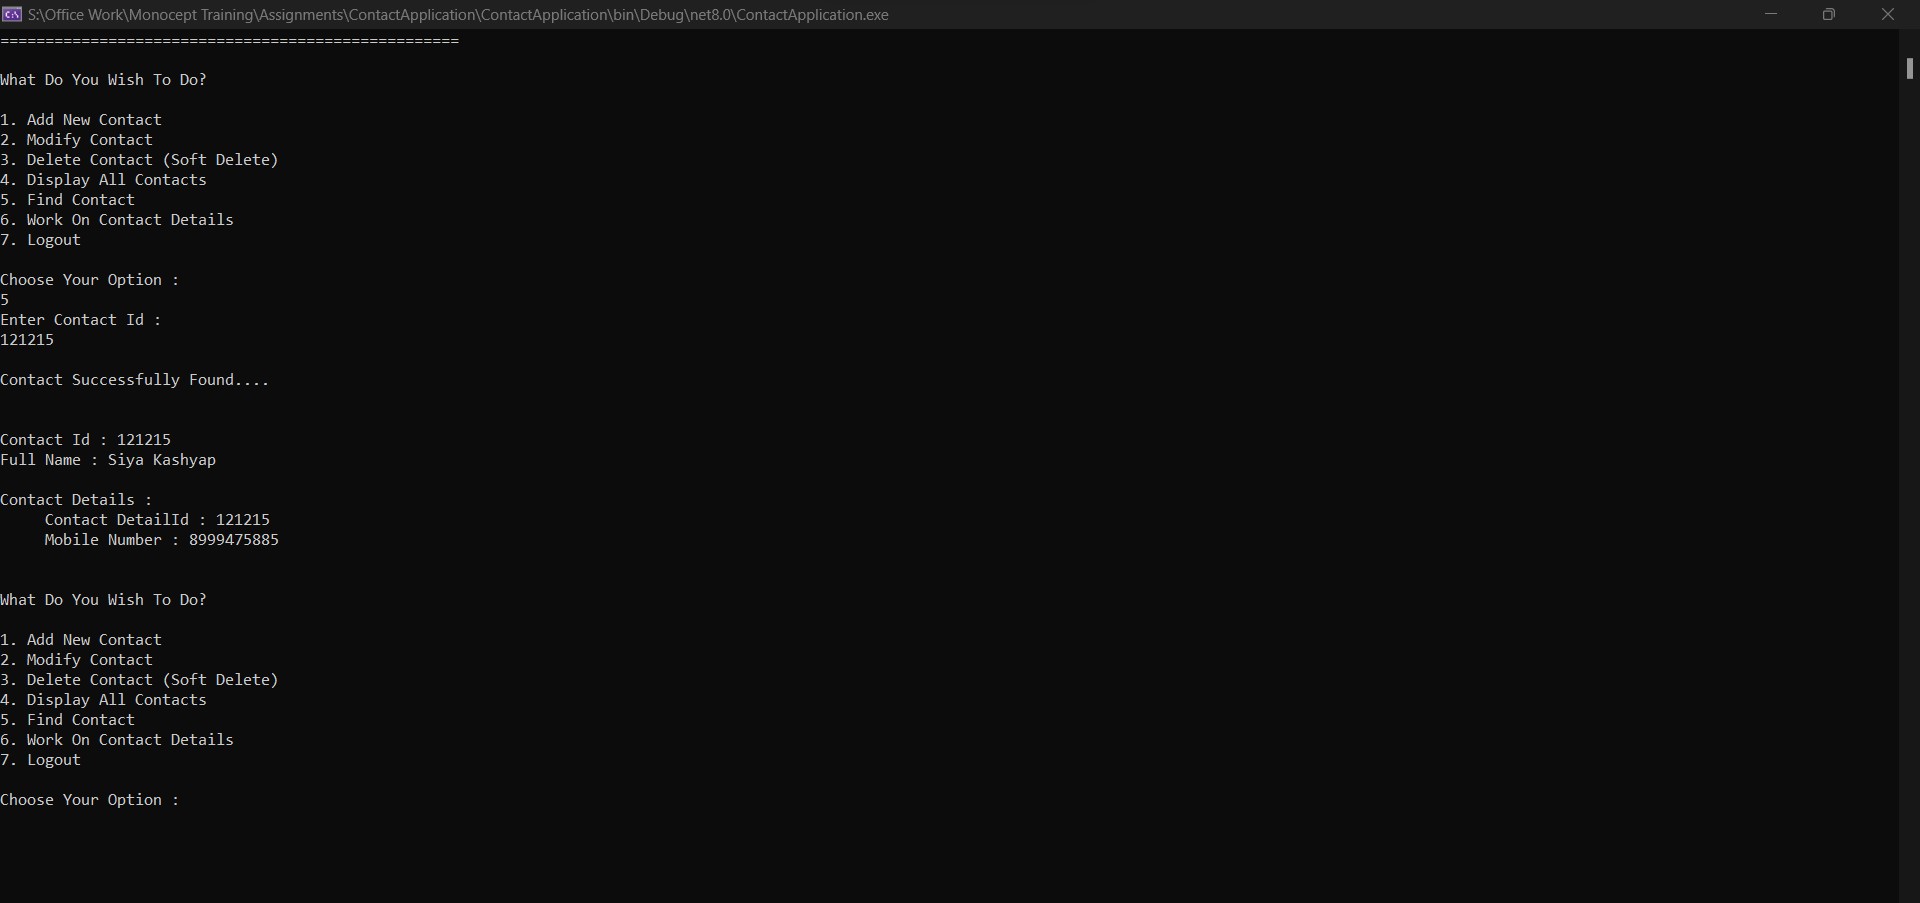 S:\Office Work\Monocept Training\Assignments\ContactApplication\ContactApplication\bin\Debug\net8.0\ContactApplication.exe
===================================================
What Do You Wish To Do?
1. Add New Contact
2. Modify Contact
3. Delete Contact (Soft Delete)
4. Display All Contacts
5. Find Contact
6. Work On Contact Details
7. Logout
Choose Your Option :
5
Enter Contact Id :
121215
Contact Successfully Found....
Contact Id : 121215
Full Name : Siya Kashyap
Contact Details :
Contact DetailId : 121215
Mobile Number : 8999475885
What Do You Wish To Do?
1. Add New Contact
2. Modify Contact
3. Delete Contact (Soft Delete)
4. Display All Contacts
5. Find Contact
6. Work On Contact Details
7. Logout
Choose Your Option :